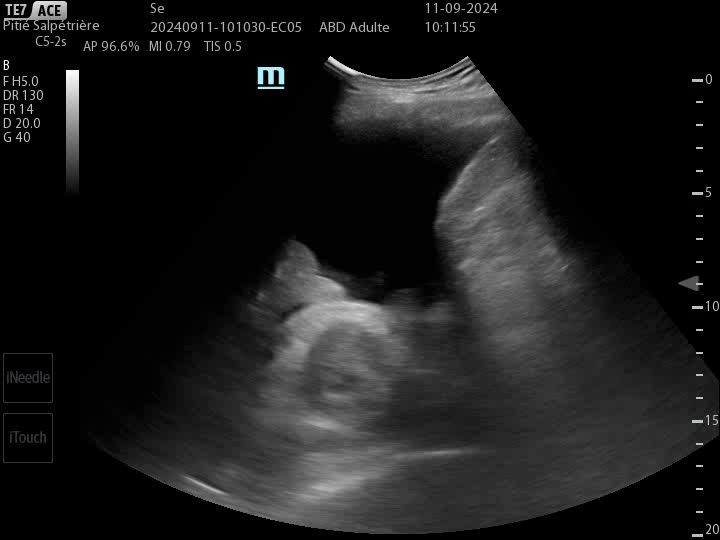 TE7 ACE Se 11-09-2024
Pitié Salpêtrière 20240911-101030-EC05 ABD Adulte 10:11:55
C5-2s AP 96.6% MI 0.79 TIS 0.5
B
F H5.0
DR 130
FR 14
D 20.0
G 40
m
0
5
10
iNeedle
15
iTouch
20